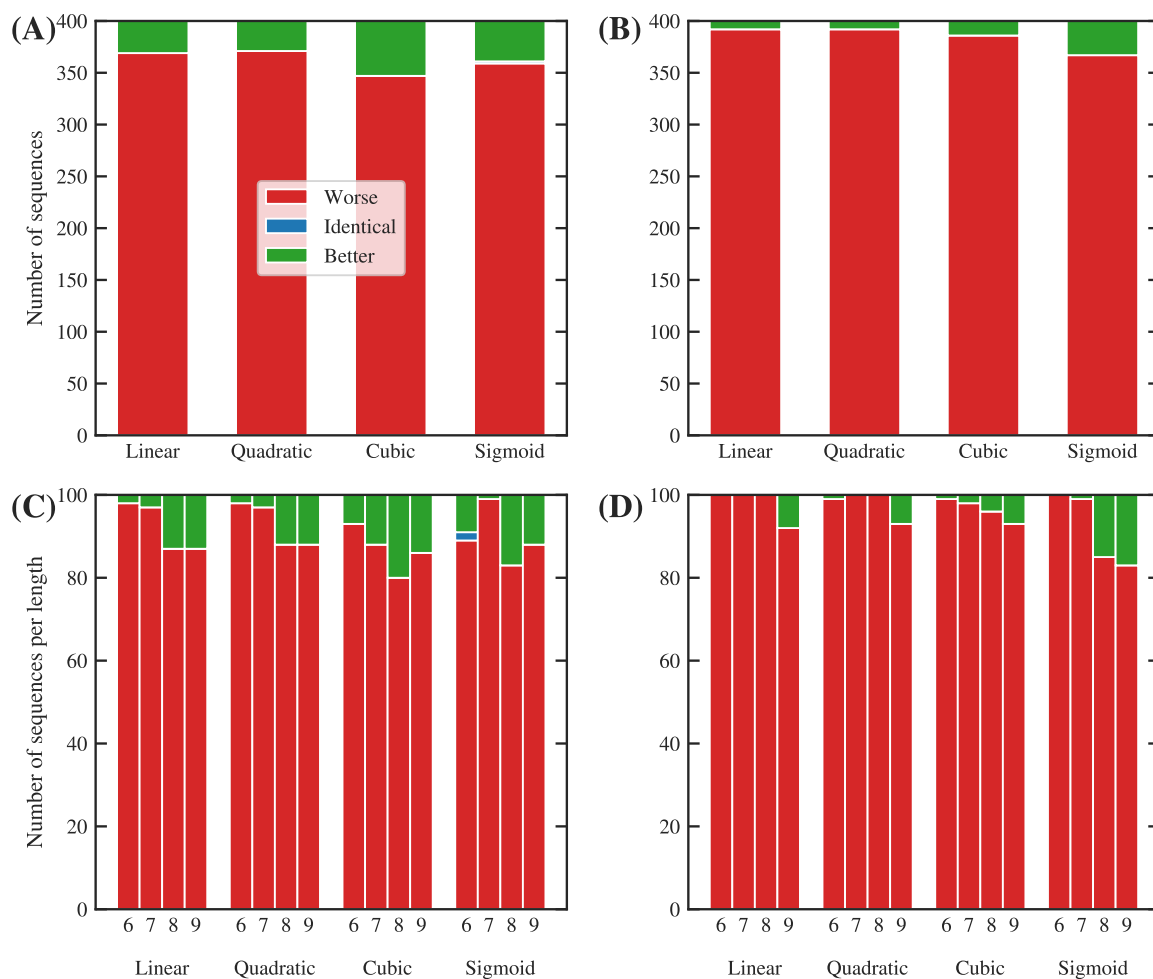 (A)
Number of sequences
400
350
300
250
200
150
100
50
0
Worse
Identical
Better
Linear Quadratic Cubic Sigmoid
(B)
400
350
300
250
200
150
100
50
0
Linear Quadratic Cubic Sigmoid
(C)
Number of sequences per length
100
80
60
40
20
0
6 7 8 9 6 7 8 9 6 7 8 9 6 7 8 9
Linear Quadratic Cubic Sigmoid
(D)
100
80
60
40
20
0
6 7 8 9 6 7 8 9 6 7 8 9 6 7 8 9
Linear Quadratic Cubic Sigmoid